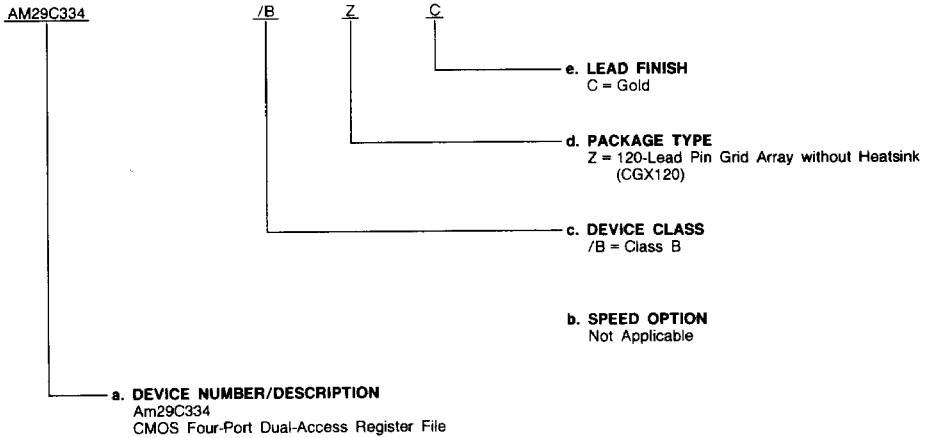 AM29C334 /B Z C
e. LEAD FINISH
C = Gold
d. PACKAGE TYPE
Z = 120-Lead Pin Grid Array without Heatsink
(CGX120)
c. DEVICE CLASS
/B = Class B
b. SPEED OPTION
Not Applicable
a. DEVICE NUMBER/DESCRIPTION
Am29C334
CMOS Four-Port Dual-Access Register File